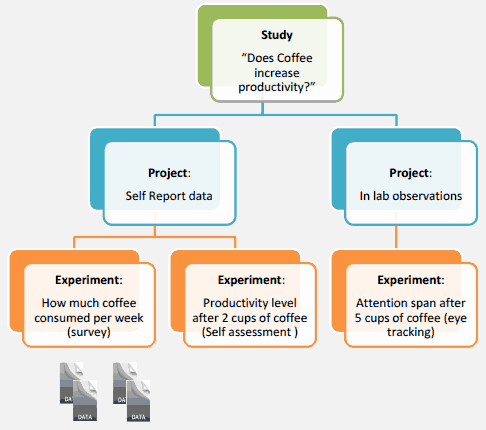 Study
“Does Coffee
increase
productivity?”
Project:
Self Report data
Project:
In lab observations
Experiment:
How much coffee
consumed per week
(survey)
Experiment:
Productivity level
after 2 cups of coffee
(Self assessment )
Experiment:
Attention span after
5 cups of coffee (eye
tracking)
DATA
DATA